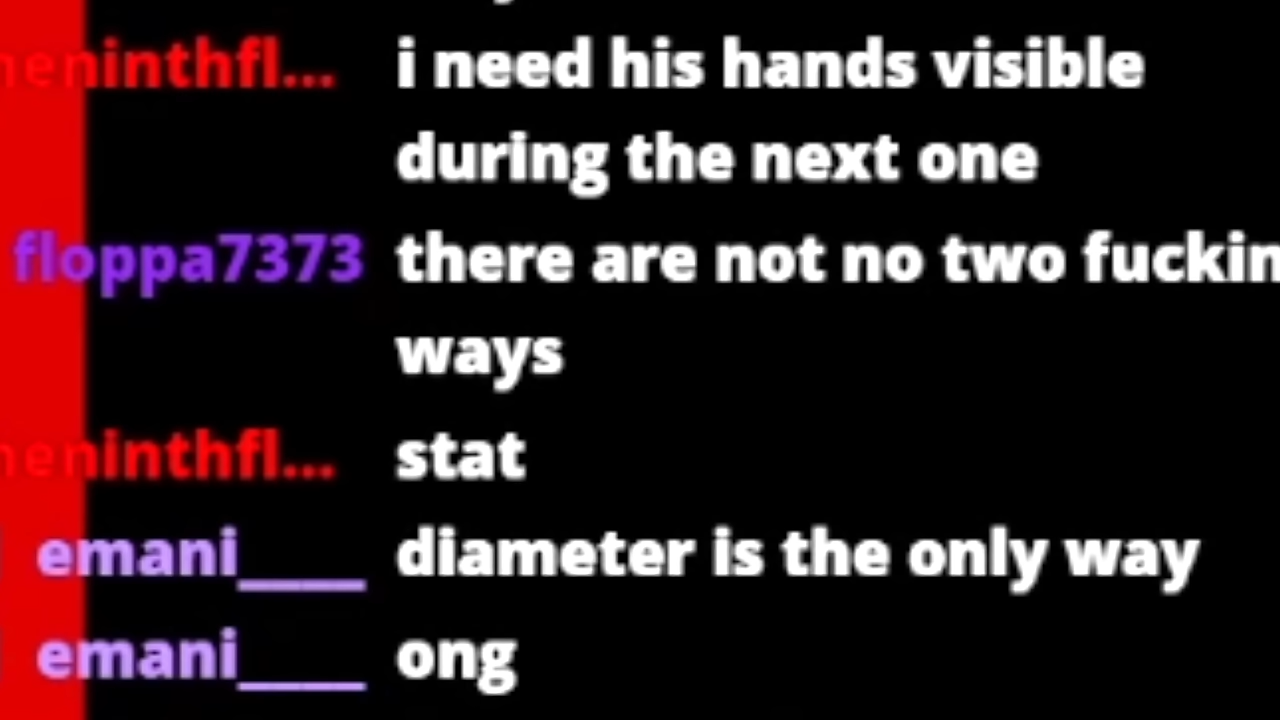 eninthfl... i need his hands visible
during the next one
floppa7373 there are not no two fuckin
ways
eninthfl... stat
emani____ diameter is the only way
emani____ ong